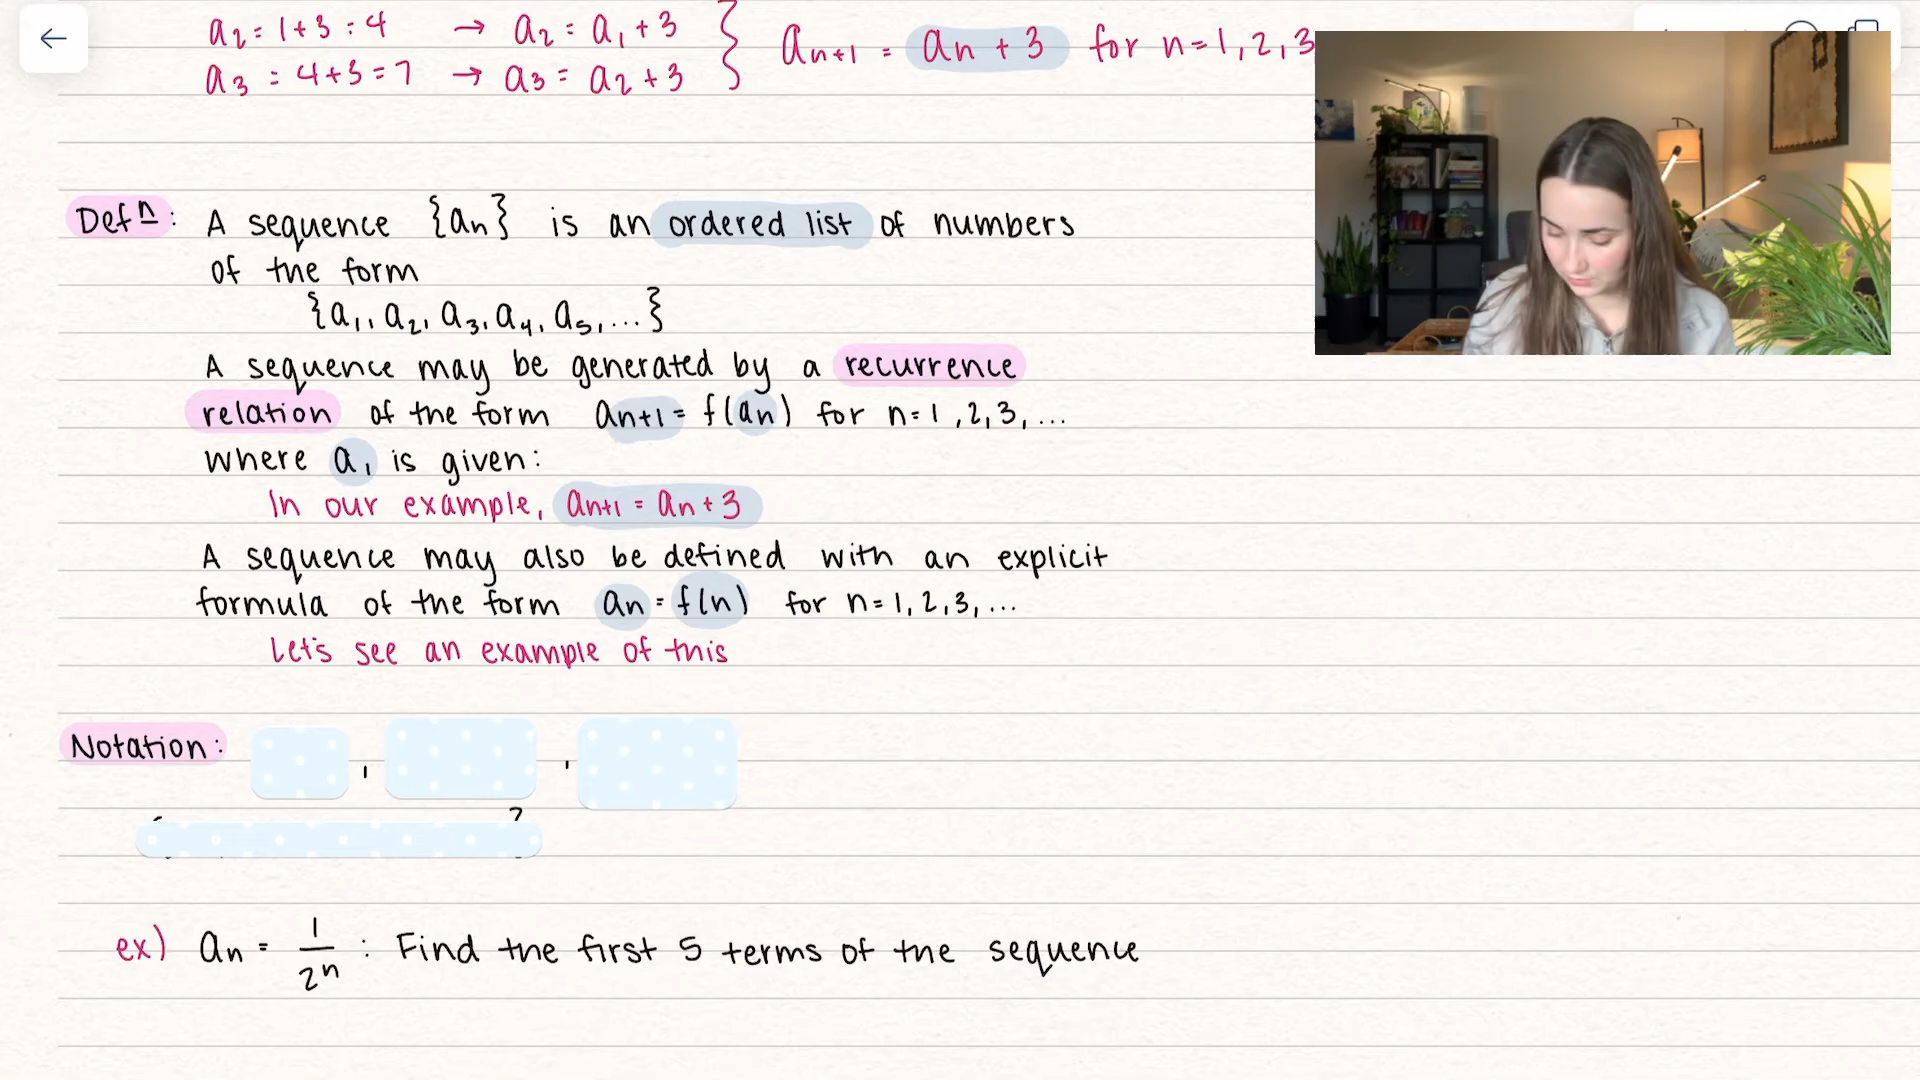 a₂ = 1+3 = 4 → a₂ = a₁ + 3
a₃ = 4+3 = 7 → a₃ = a₂ + 3
} aₙ₊₁ = aₙ + 3 for n=1,2,3
Defⁿ: A sequence {aₙ} is an ordered list of numbers
of the form
{a₁, a₂, a₃, a₄, a₅, ...}
A sequence may be generated by a recurrence
relation of the form aₙ₊₁ = f(aₙ) for n=1,2,3,...
where a₁ is given:
In our example, aₙ₊₁ = aₙ + 3
A sequence may also be defined with an explicit
formula of the form aₙ = f(n) for n=1,2,3,...
Let's see an example of this
Notation: , ,
ex) aₙ = 1/2ⁿ : Find the first 5 terms of the sequence